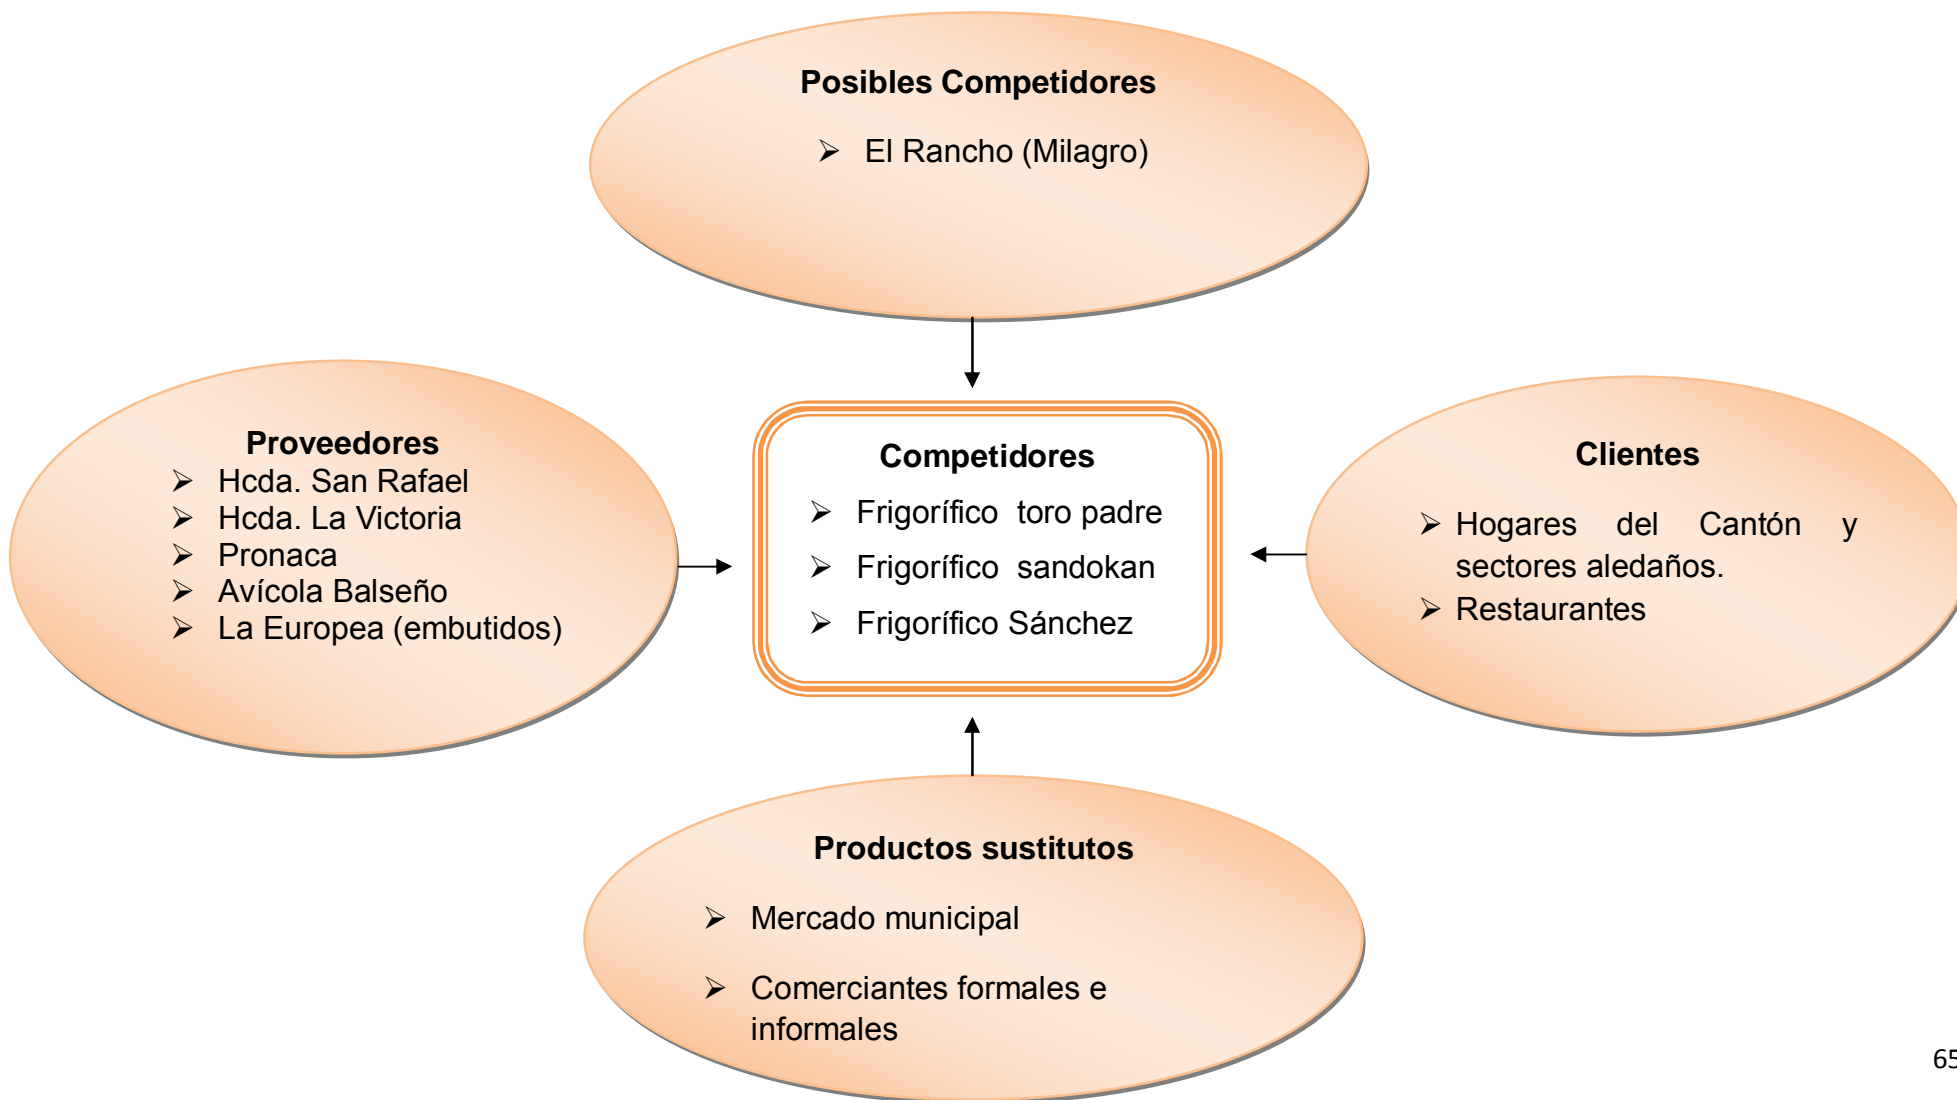 Posibles Competidores
➢ El Rancho (Milagro)
Proveedores
➢ Hcda. San Rafael
➢ Hcda. La Victoria
➢ Pronaca
➢ Avícola Balseño
➢ La Europea (embutidos)
Competidores
➢ Frigorífico toro padre
➢ Frigorífico sandokan
➢ Frigorífico Sánchez
Clientes
➢ Hogares del Cantón y
sectores aledaños.
➢ Restaurantes
Productos sustitutos
➢ Mercado municipal
➢ Comerciantes formales e
informales
65